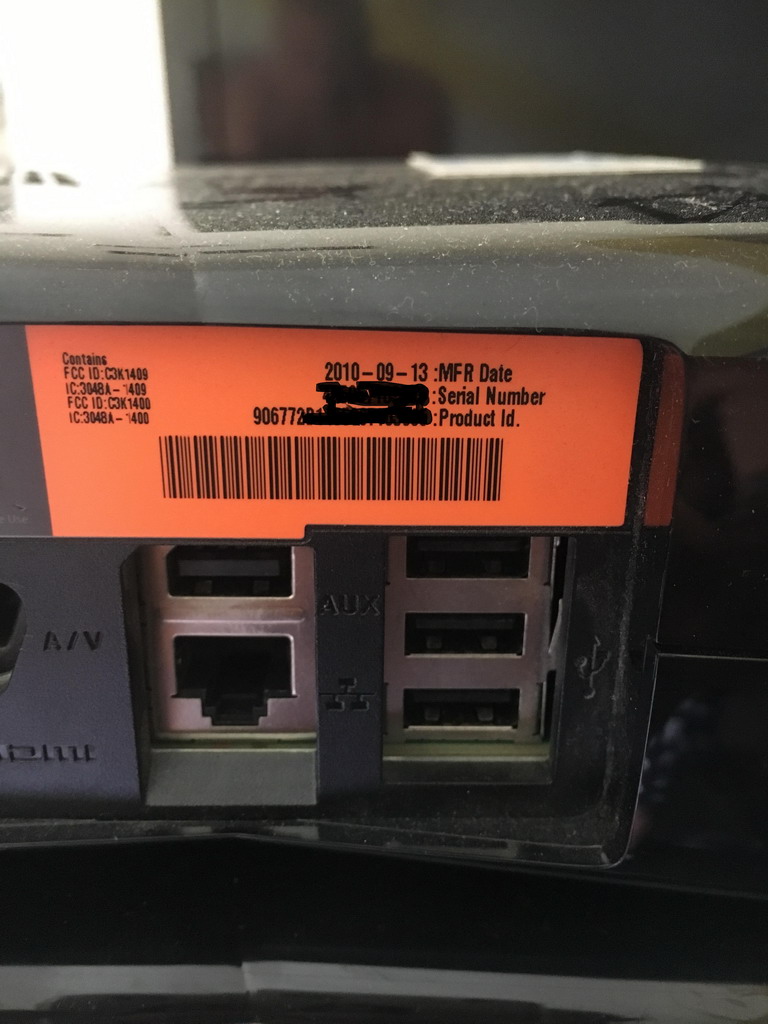 Contains
FCC ID:C3K1409
IC:3048A-1409
FCC ID:C3K1400
IC:3048A-1400
2010-09-13 :MFR Date
:Serial Number
:Product Id.
AUX
A/V